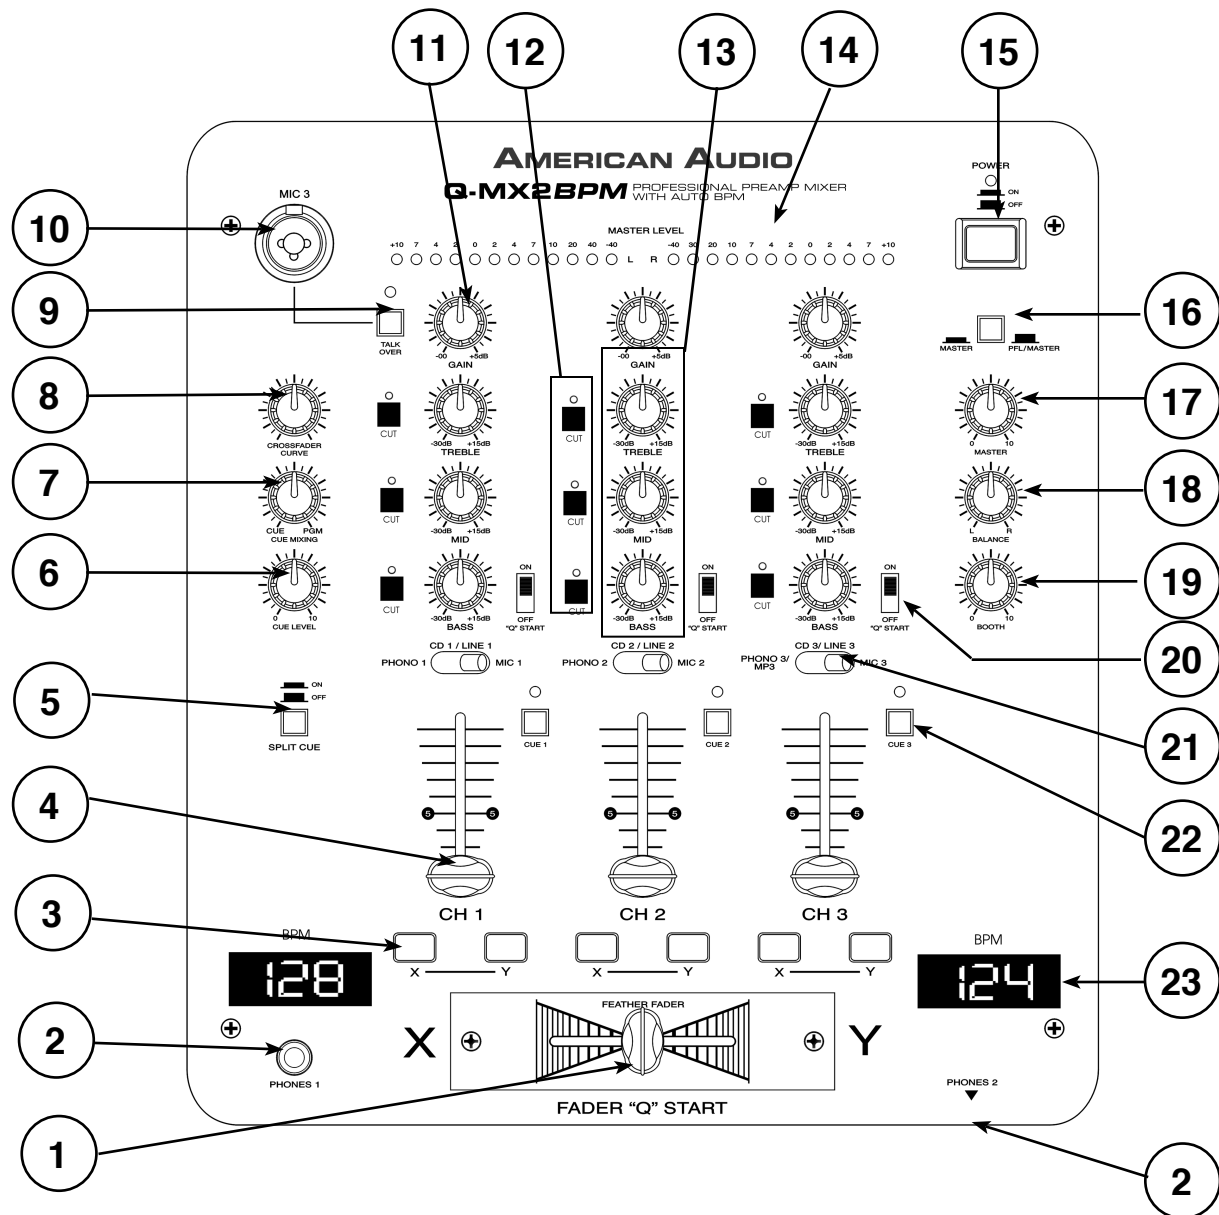 11 12 13 14 15
AMERICAN AUDIO
Q-MX2BPM PROFESSIONAL PREAMP MIXER
WITH AUTO BPM
POWER
ON
OFF
MIC 3
10
MASTER LEVEL
+10 7 4 2 0 2 4 7 10 20 40 -40 L R -40 30 20 10 7 4 2 0 2 4 7 +10
9
TALK
OVER
-00 +5dB
GAIN
-00 +5dB
GAIN
-00 +5dB
GAIN
MASTER PFL/MASTER
16
8
CROSSFADER
CURVE
CUT
-30dB +15dB
TREBLE
CUT
-30dB +15dB
TREBLE
CUT
-30dB +15dB
TREBLE
0 10
MASTER
17
7
CUE PGM
CUE MIXING
CUT
-30dB +15dB
MID
CUT
-30dB +15dB
MID
CUT
-30dB +15dB
MID
L R
BALANCE
18
6
0 10
CUE LEVEL
CUT
-30dB +15dB
BASS
ON
OFF
"Q" START
CUT
-30dB +15dB
BASS
ON
OFF
"Q" START
CUT
-30dB +15dB
BASS
ON
OFF
"Q" START
0 10
BOOTH
19
20
CD 1 / LINE 1
PHONO 1 MIC 1
CD 2 / LINE 2
PHONO 2 MIC 2
CD 3/ LINE 3
PHONO 3/
MP3
MIC 3
21
5
ON
OFF
SPLIT CUE
CUE 1
CUE 2
CUE 3
4
5 5 5 5 5 5
22
CH 1 CH 2 CH 3
3
BPM
128
X Y X Y X Y
BPM
124
23
2
PHONES 1
X
FEATHER FADER
Y
FADER “Q” START
PHONES 2
1
2